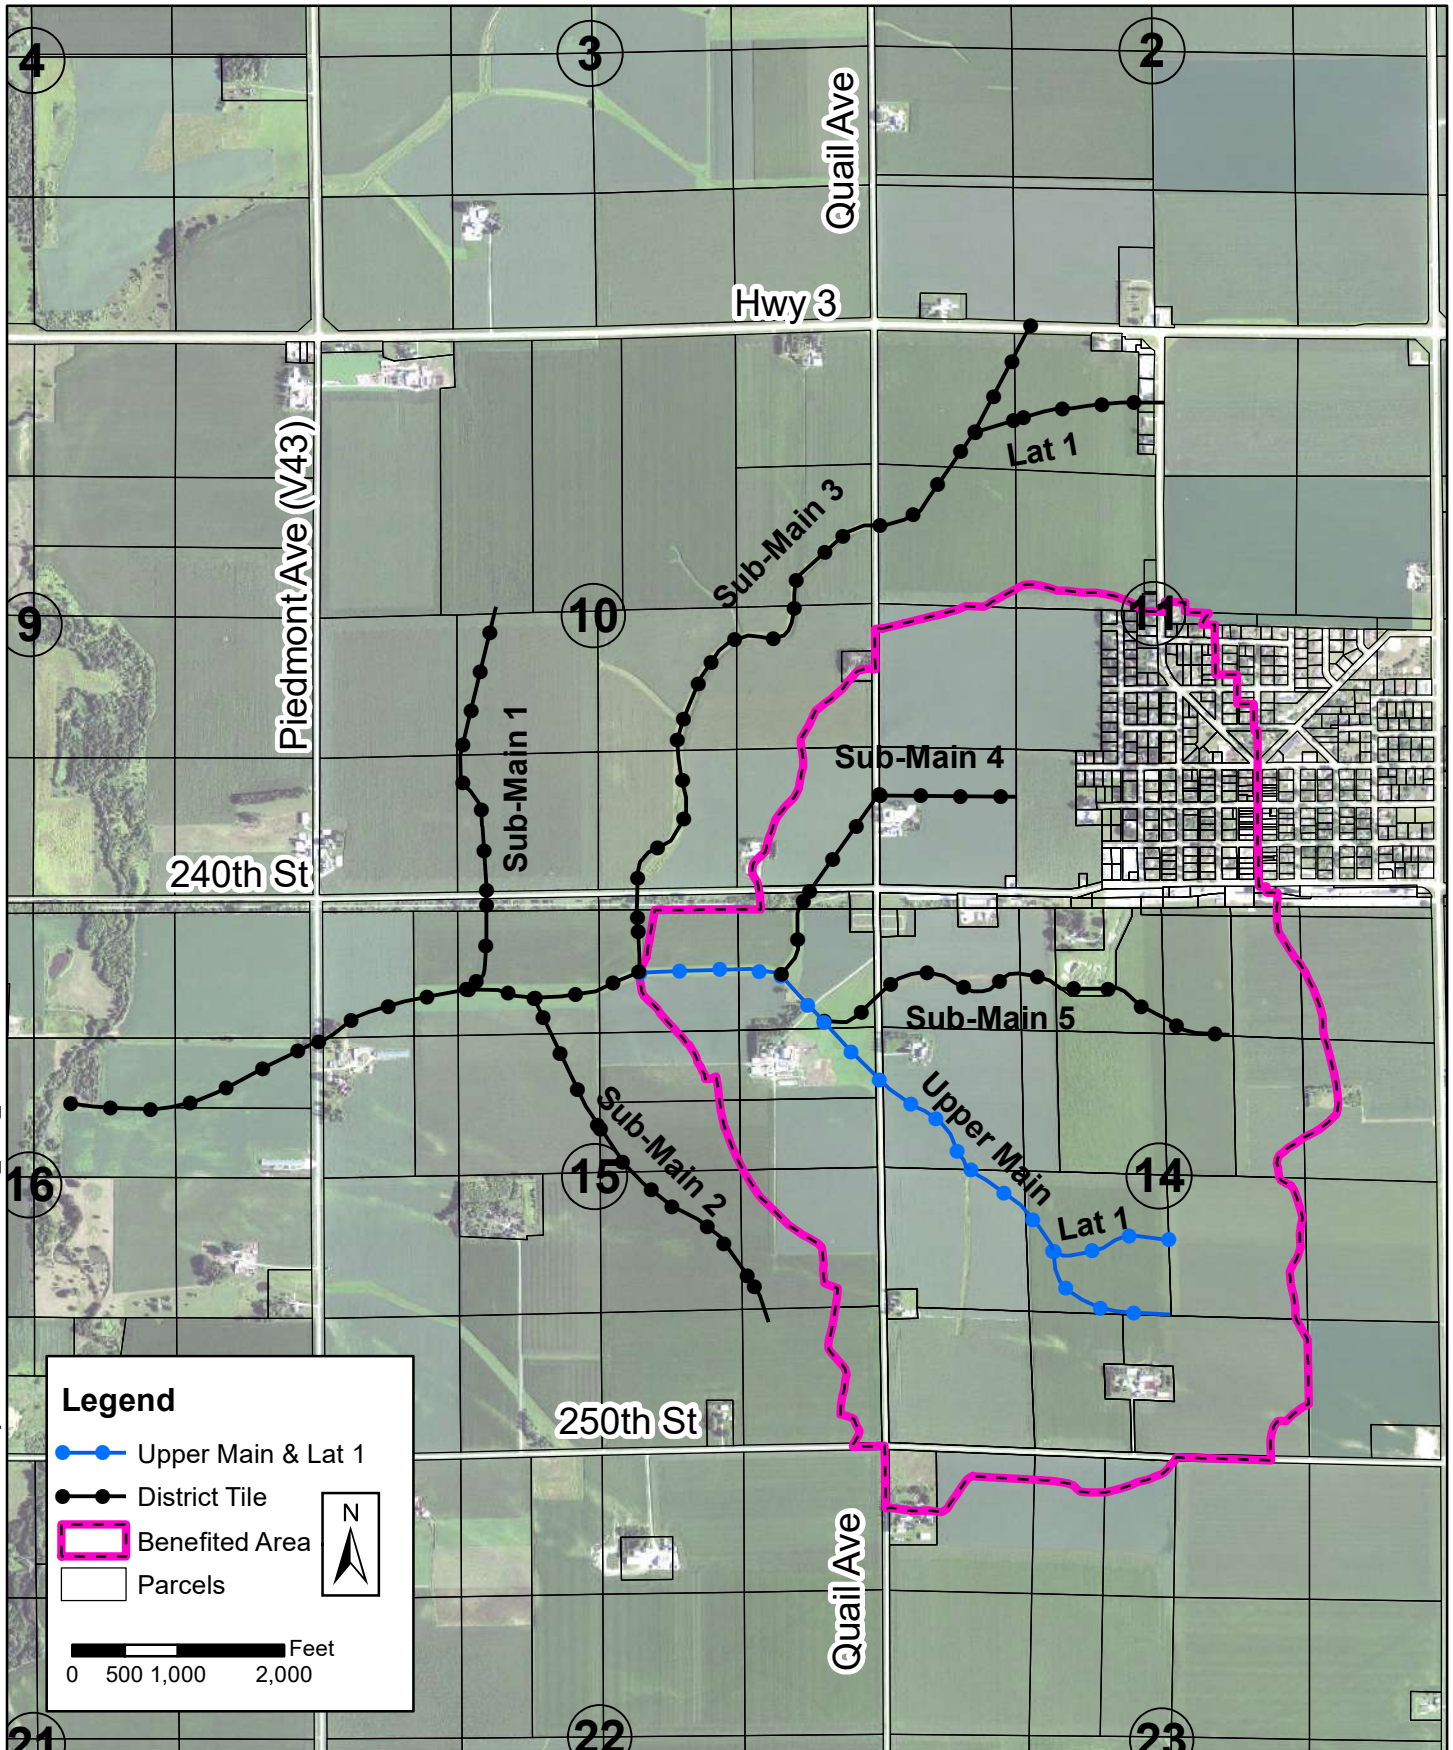 4
3
2
Quail Ave
Hwy 3
Lat 1
Piedmont Ave (V43)
Sub-Main 3
9
10
11
Sub-Main 1
Sub-Main 4
240th St
Sub-Main 5
Upper Main
Sub-Main 2
16
15
14
Lat 1
250th St
Legend
Upper Main & Lat 1
District Tile
Benefited Area
Parcels
N
Feet
0 500 1,000 2,000
Quail Ave
21
22
23